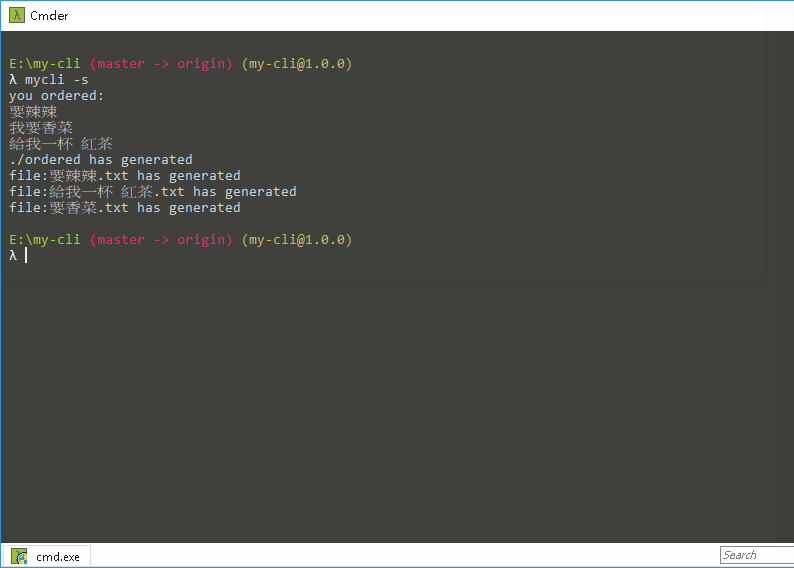 Cmder
E:\my-cli (master -> origin) (my-cli@1.0.0)
λ mycli -s
you ordered:
要辣辣
我要香菜
給我一杯 紅茶
./ordered has generated
file:要辣辣.txt has generated
file:給我一杯 紅茶.txt has generated
file:要香菜.txt has generated
E:\my-cli (master -> origin) (my-cli@1.0.0)
λ
cmd.exe
Search